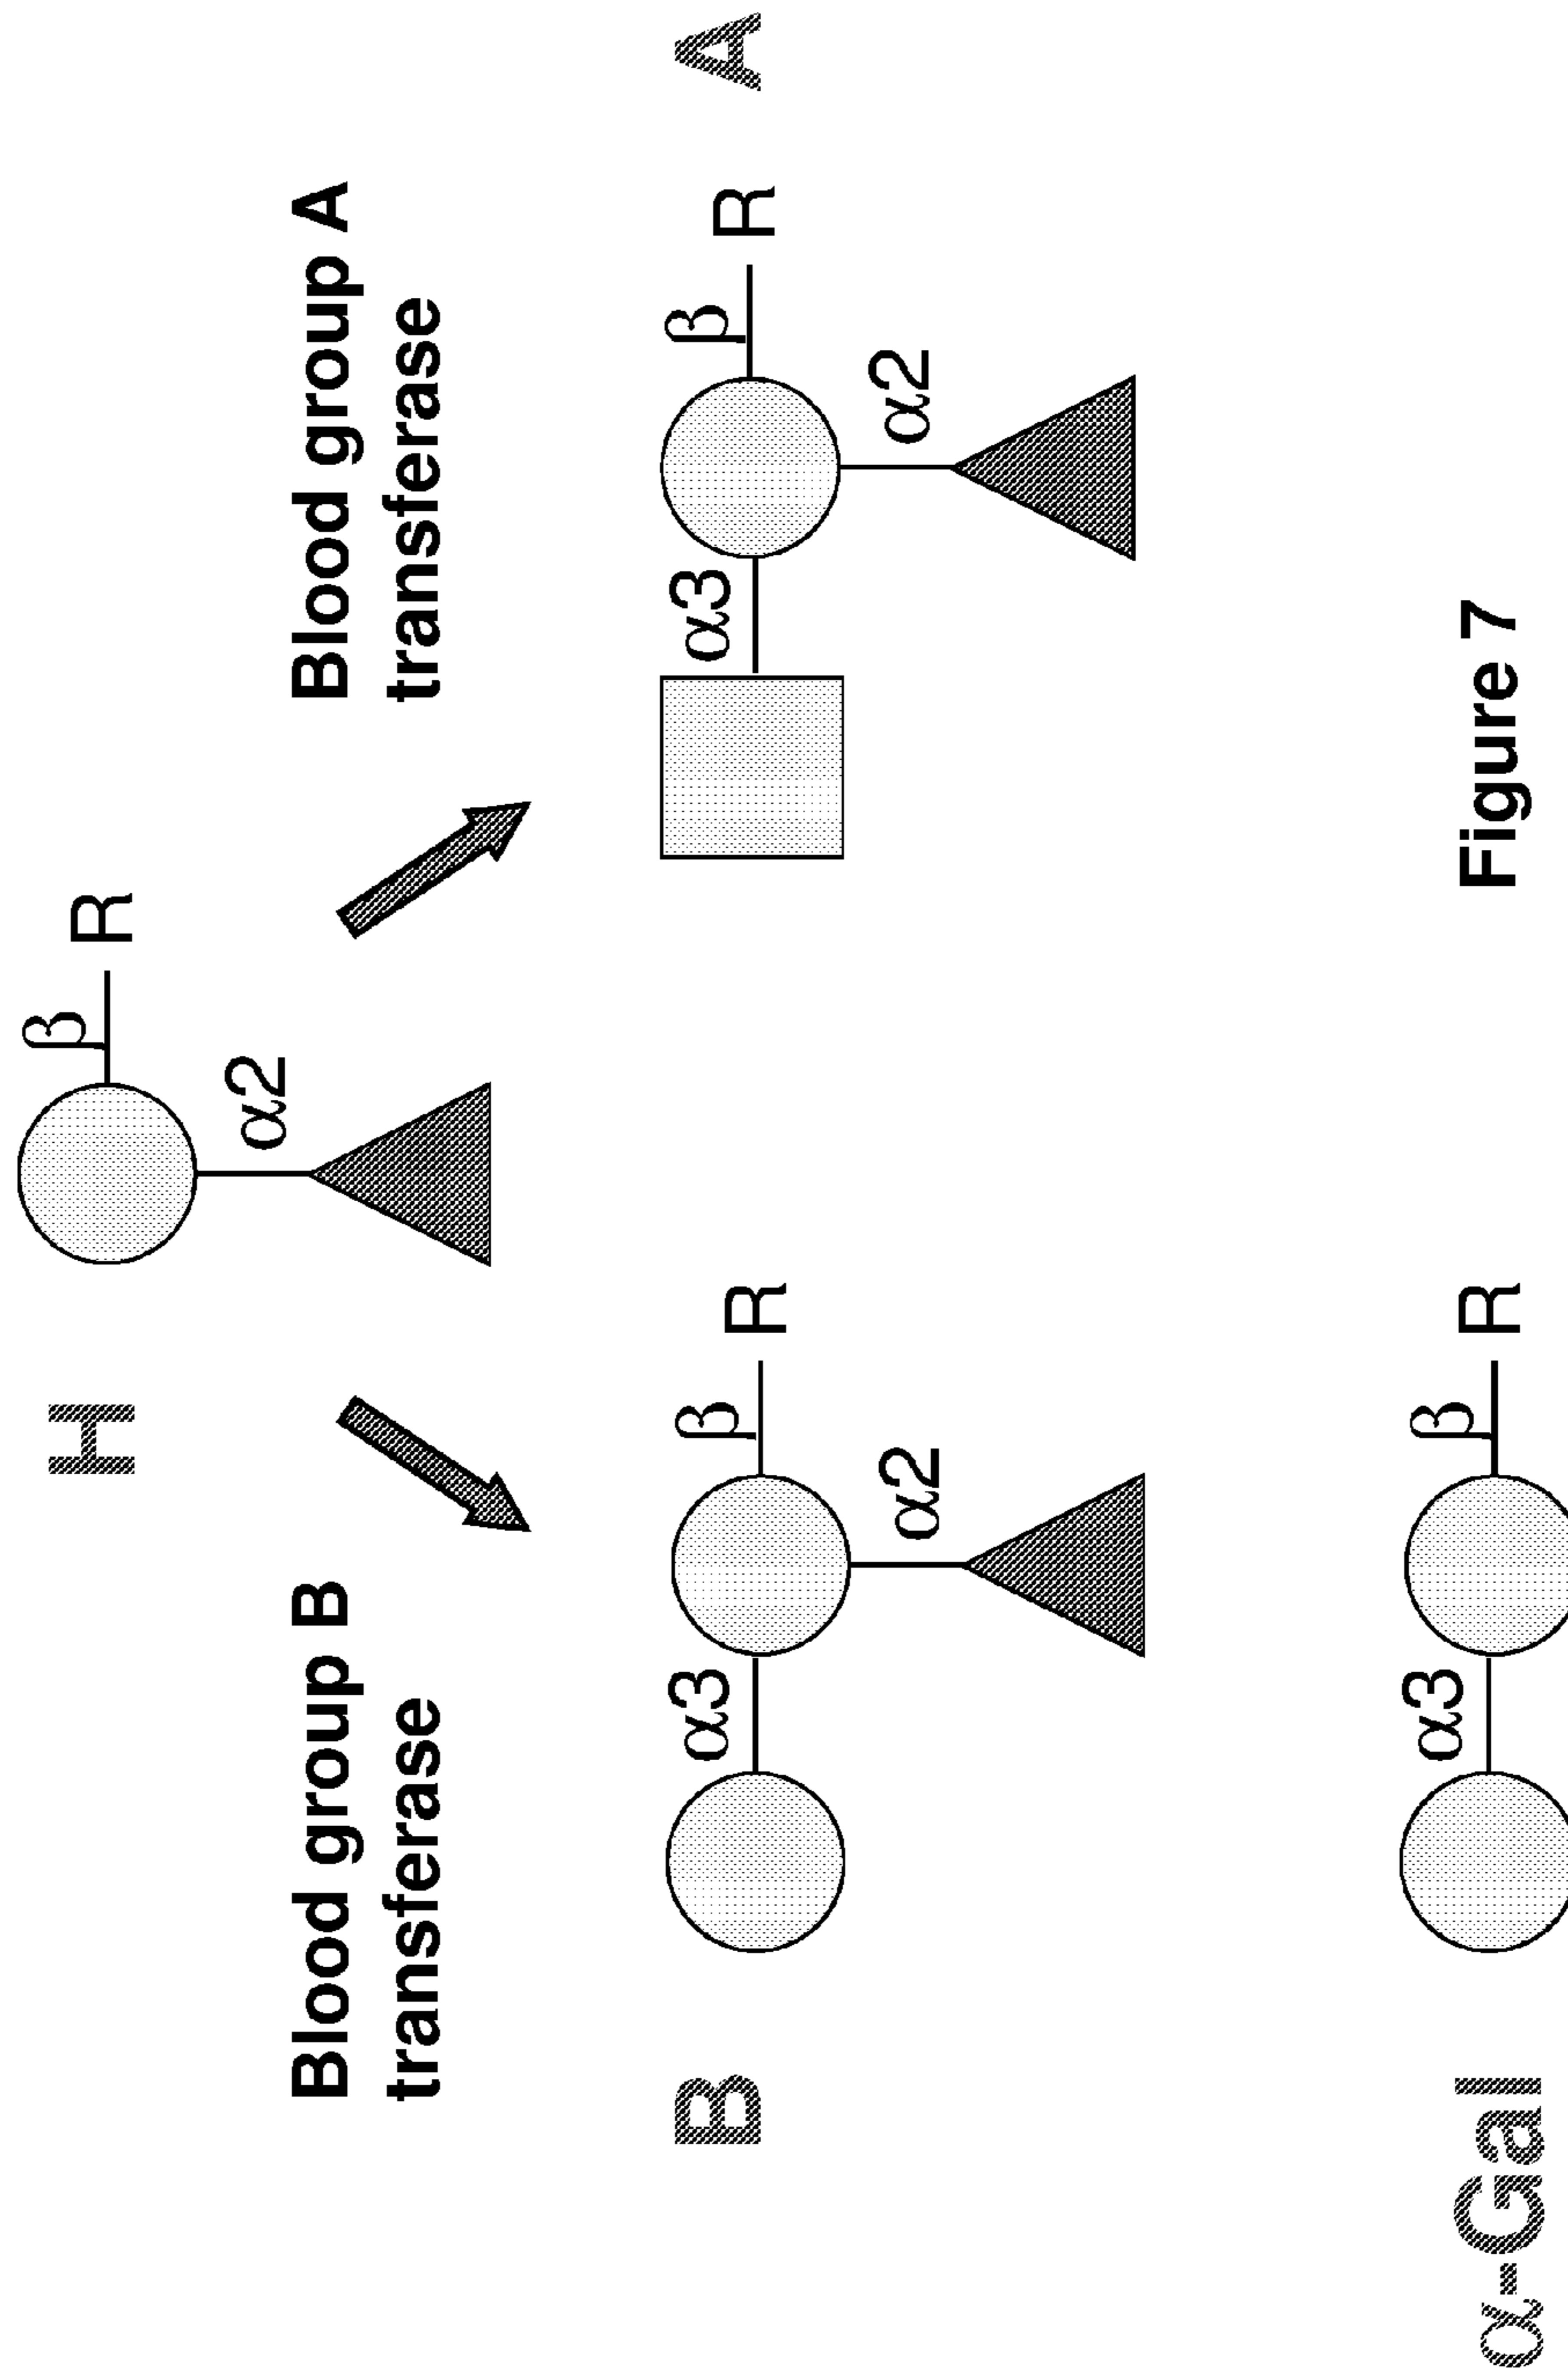 H
β R
α2
Blood group B
transferase
Blood group A
transferase
B
α3 β R
α2
α3 β R
α2
A
α-Gal
α3 β R
Figure 7